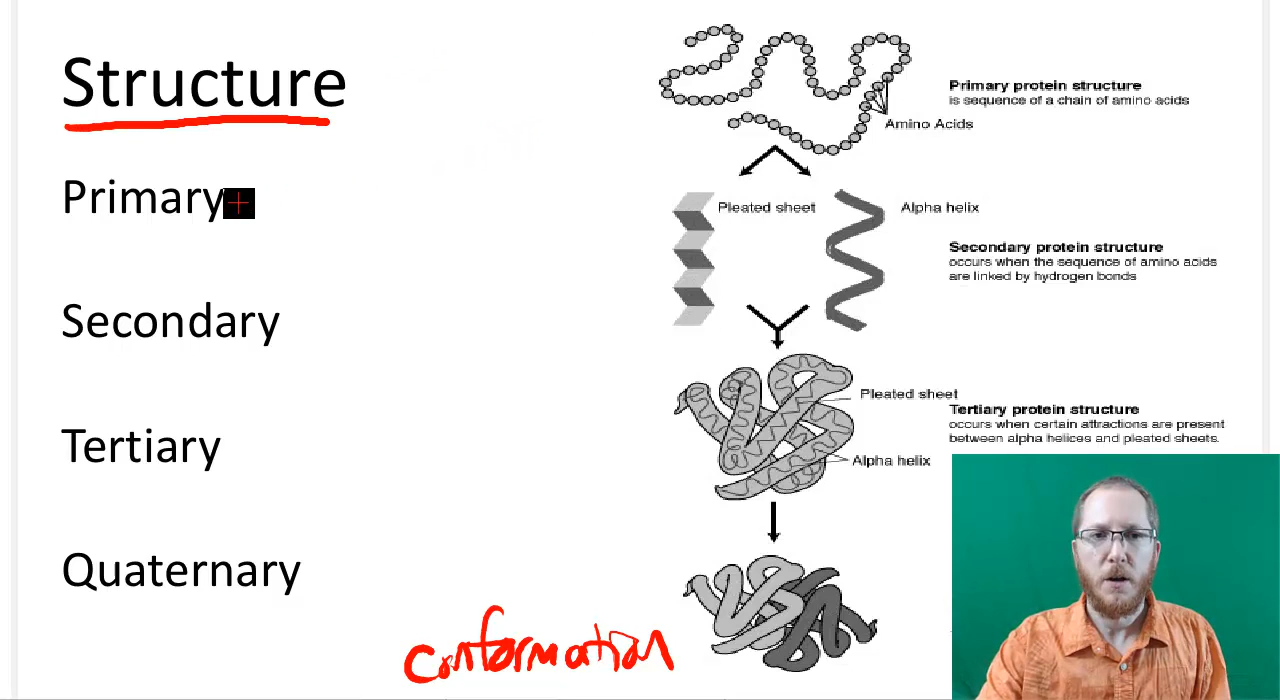 Structure
Primary
Secondary
Tertiary
Quaternary
conformation
Primary protein structure
is sequence of a chain of amino acids
Amino Acids
Pleated sheet
Alpha helix
Secondary protein structure
occurs when the sequence of amino acids
are linked by hydrogen bonds
Pleated sheet
Tertiary protein structure
occurs when certain attractions are present
between alpha helices and pleated sheets.
Alpha helix